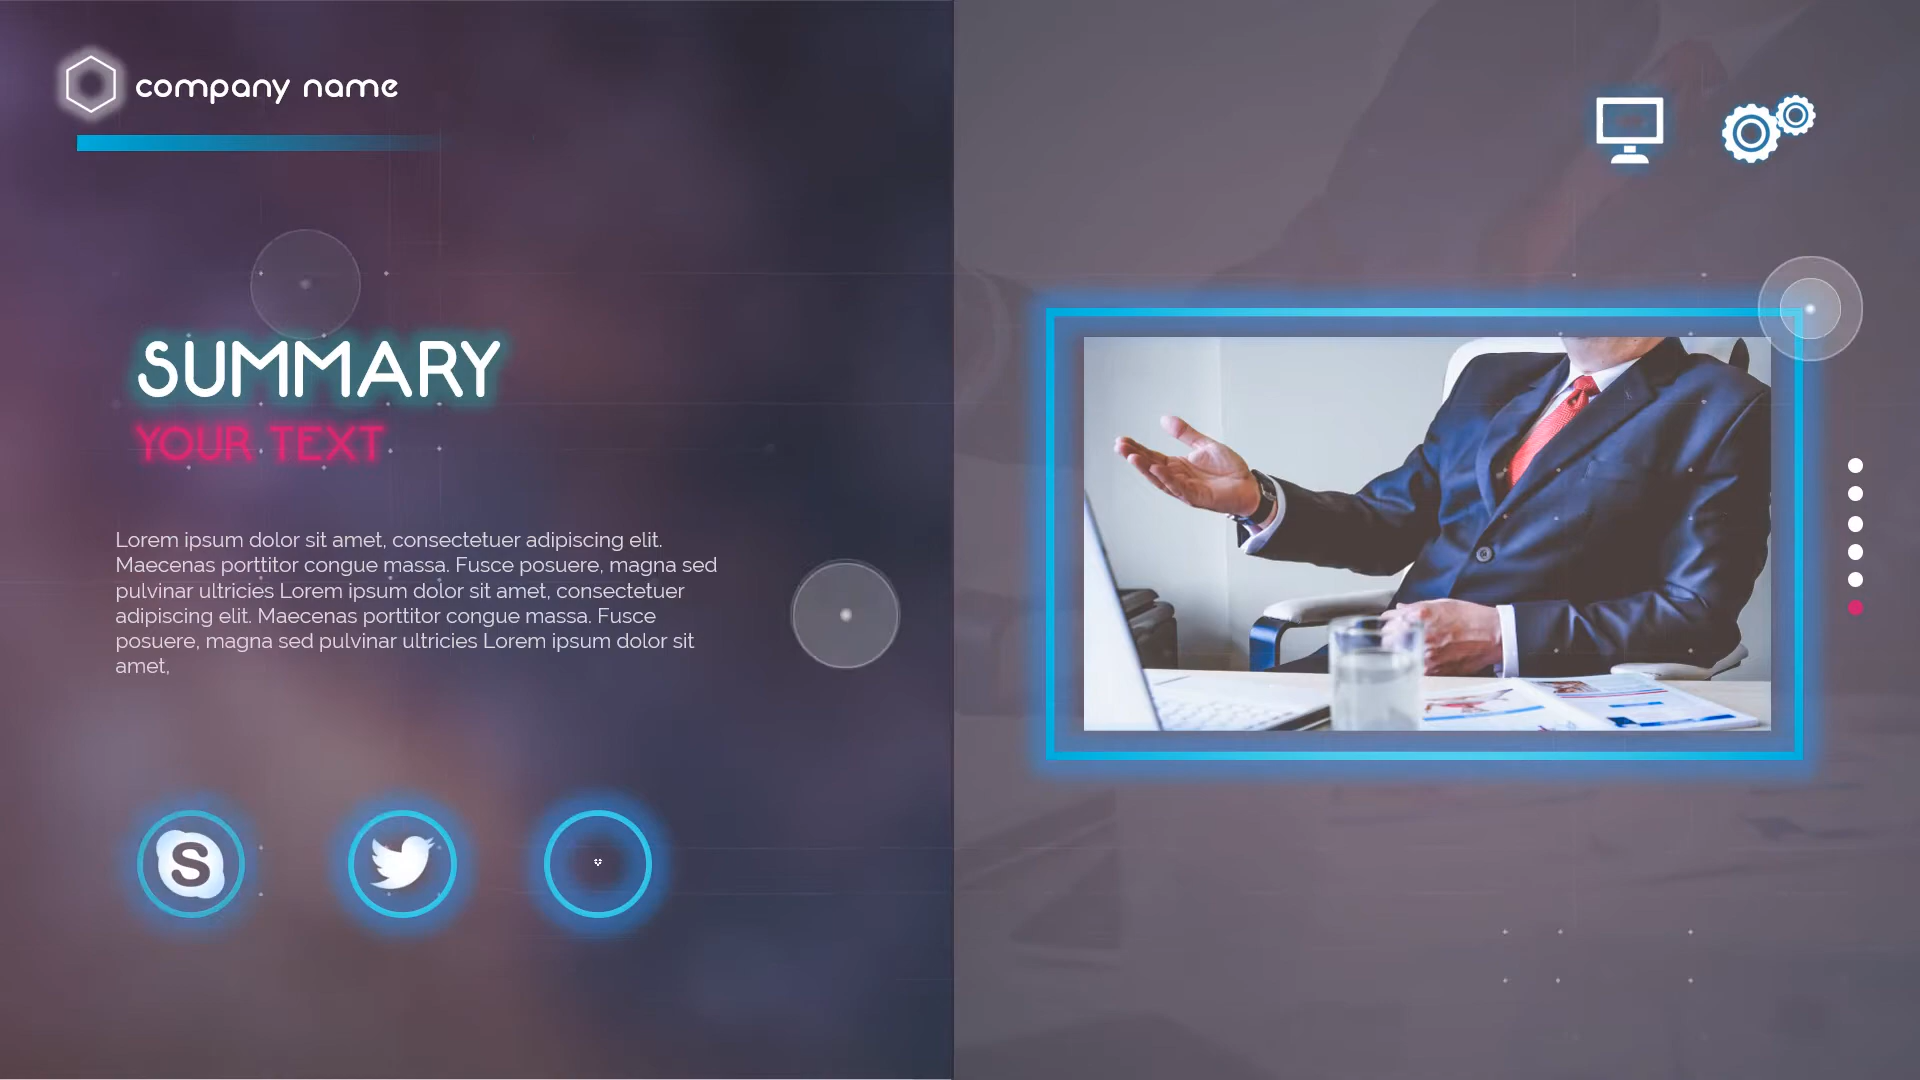 company name
SUMMARY
YOUR TEXT
Lorem ipsum dolor sit amet, consectetuer adipiscing elit.
Maecenas porttitor congue massa. Fusce posuere, magna sed
pulvinar ultricies Lorem ipsum dolor sit amet, consectetuer
adipiscing elit. Maecenas porttitor congue massa. Fusce
posuere, magna sed pulvinar ultricies Lorem ipsum dolor sit
amet,
S